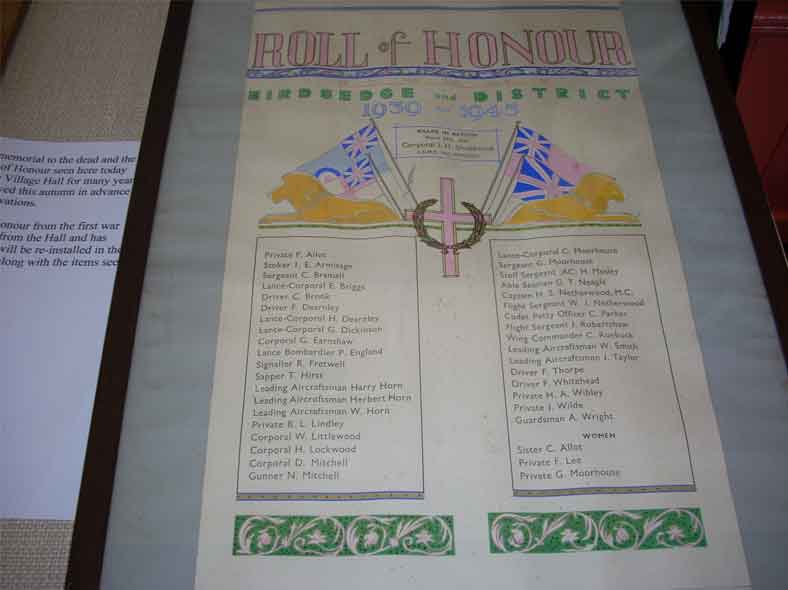 ROLL of HONOUR
BIRDSEDGE and DISTRICT
1939 - 1945
KILLED IN ACTION
Corporal
Private F. Allot
Stoker J. E. Armitage
Sergeant C. Bramall
Lance-Corporal E. Briggs
Driver C. Brook
Driver F. Dearnley
Lance-Corporal H. Dearnley
Lance-Corporal G. Dickinson
Corporal G. Earnshaw
Lance Bombardier P. England
Signaller R. Fretwell
Sapper T. Hirst
Leading Aircraftsman Harry Horn
Leading Aircraftsman Herbert Horn
Leading Aircraftsman W. Horn
Private B. L. Lindley
Corporal W. Littlewood
Corporal H. Lockwood
Corporal D. Mitchell
Gunner N. Mitchell
Lance-Corporal C. Moorhouse
Sergeant G. Moorhouse
Staff Sergeant (AC) H. Mosley
Able Seaman G. T. Neagle
Captain H. S. Netherwood, M.C.
Flight Sergeant W. J. Netherwood
Cadet Petty Officer C. Parker
Flight Sergeant J. Robertshaw
Wing Commander C. Roebuck
Leading Aircraftsman W. Smith
Leading Aircraftsman J. Taylor
Driver F. Thorpe
Driver F. Whitehead
Private H. A. Wibley
Private J. Wilde
Guardsman A. Wright
WOMEN
Sister C. Allot
Private F. Lee
Private G. Moorhouse
memorial to the dead and the
of Honour seen here today
Village Hall for many year
ved this autumn in advance
vations.
onour from the first war
from the Hall and has
will be re-installed in the
long with the items see